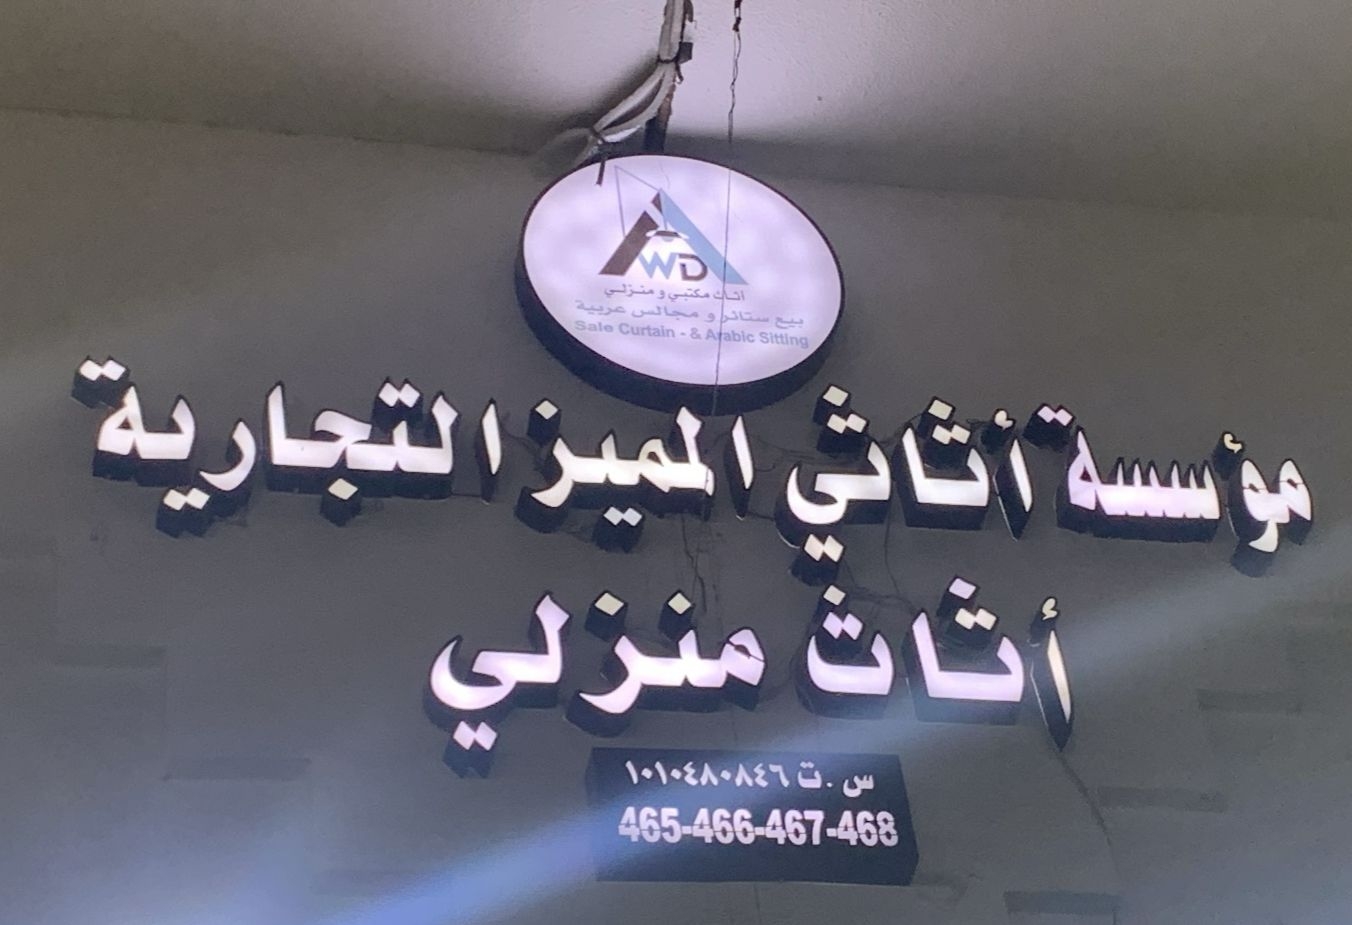 WD
أثاث مكتبي و منزلي
بيع ستائر و مجالس عربية
Sale Curtain - & Arabic Sitting
مؤسسة أثاثي المميز التجارية
أثاث منزلي
س.ت ١٠١٠٤٨٠٨٤٦
465-466-467-468